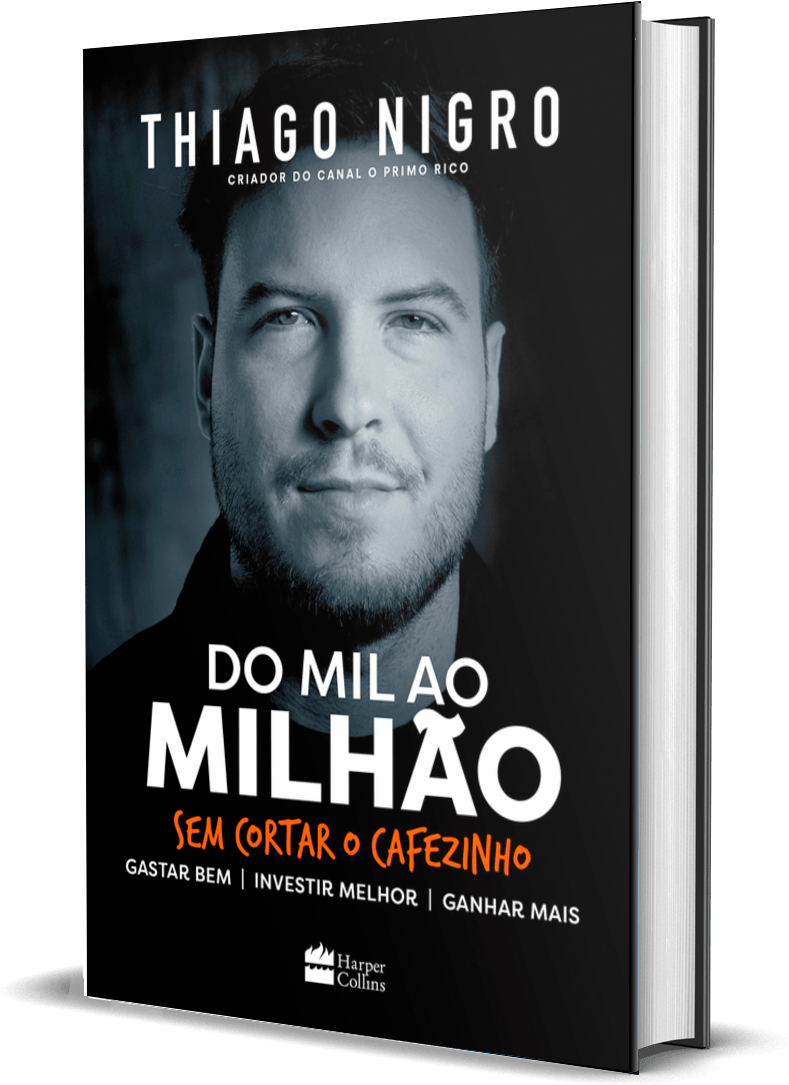 THIAGO NIGRO
CRIADOR DO CANAL O PRIMO RICO
DO MIL AO
MILHÃO
SEM CORTAR O CAFEZINHO
GASTAR BEM | INVESTIR MELHOR | GANHAR MAIS
Harper
Collins